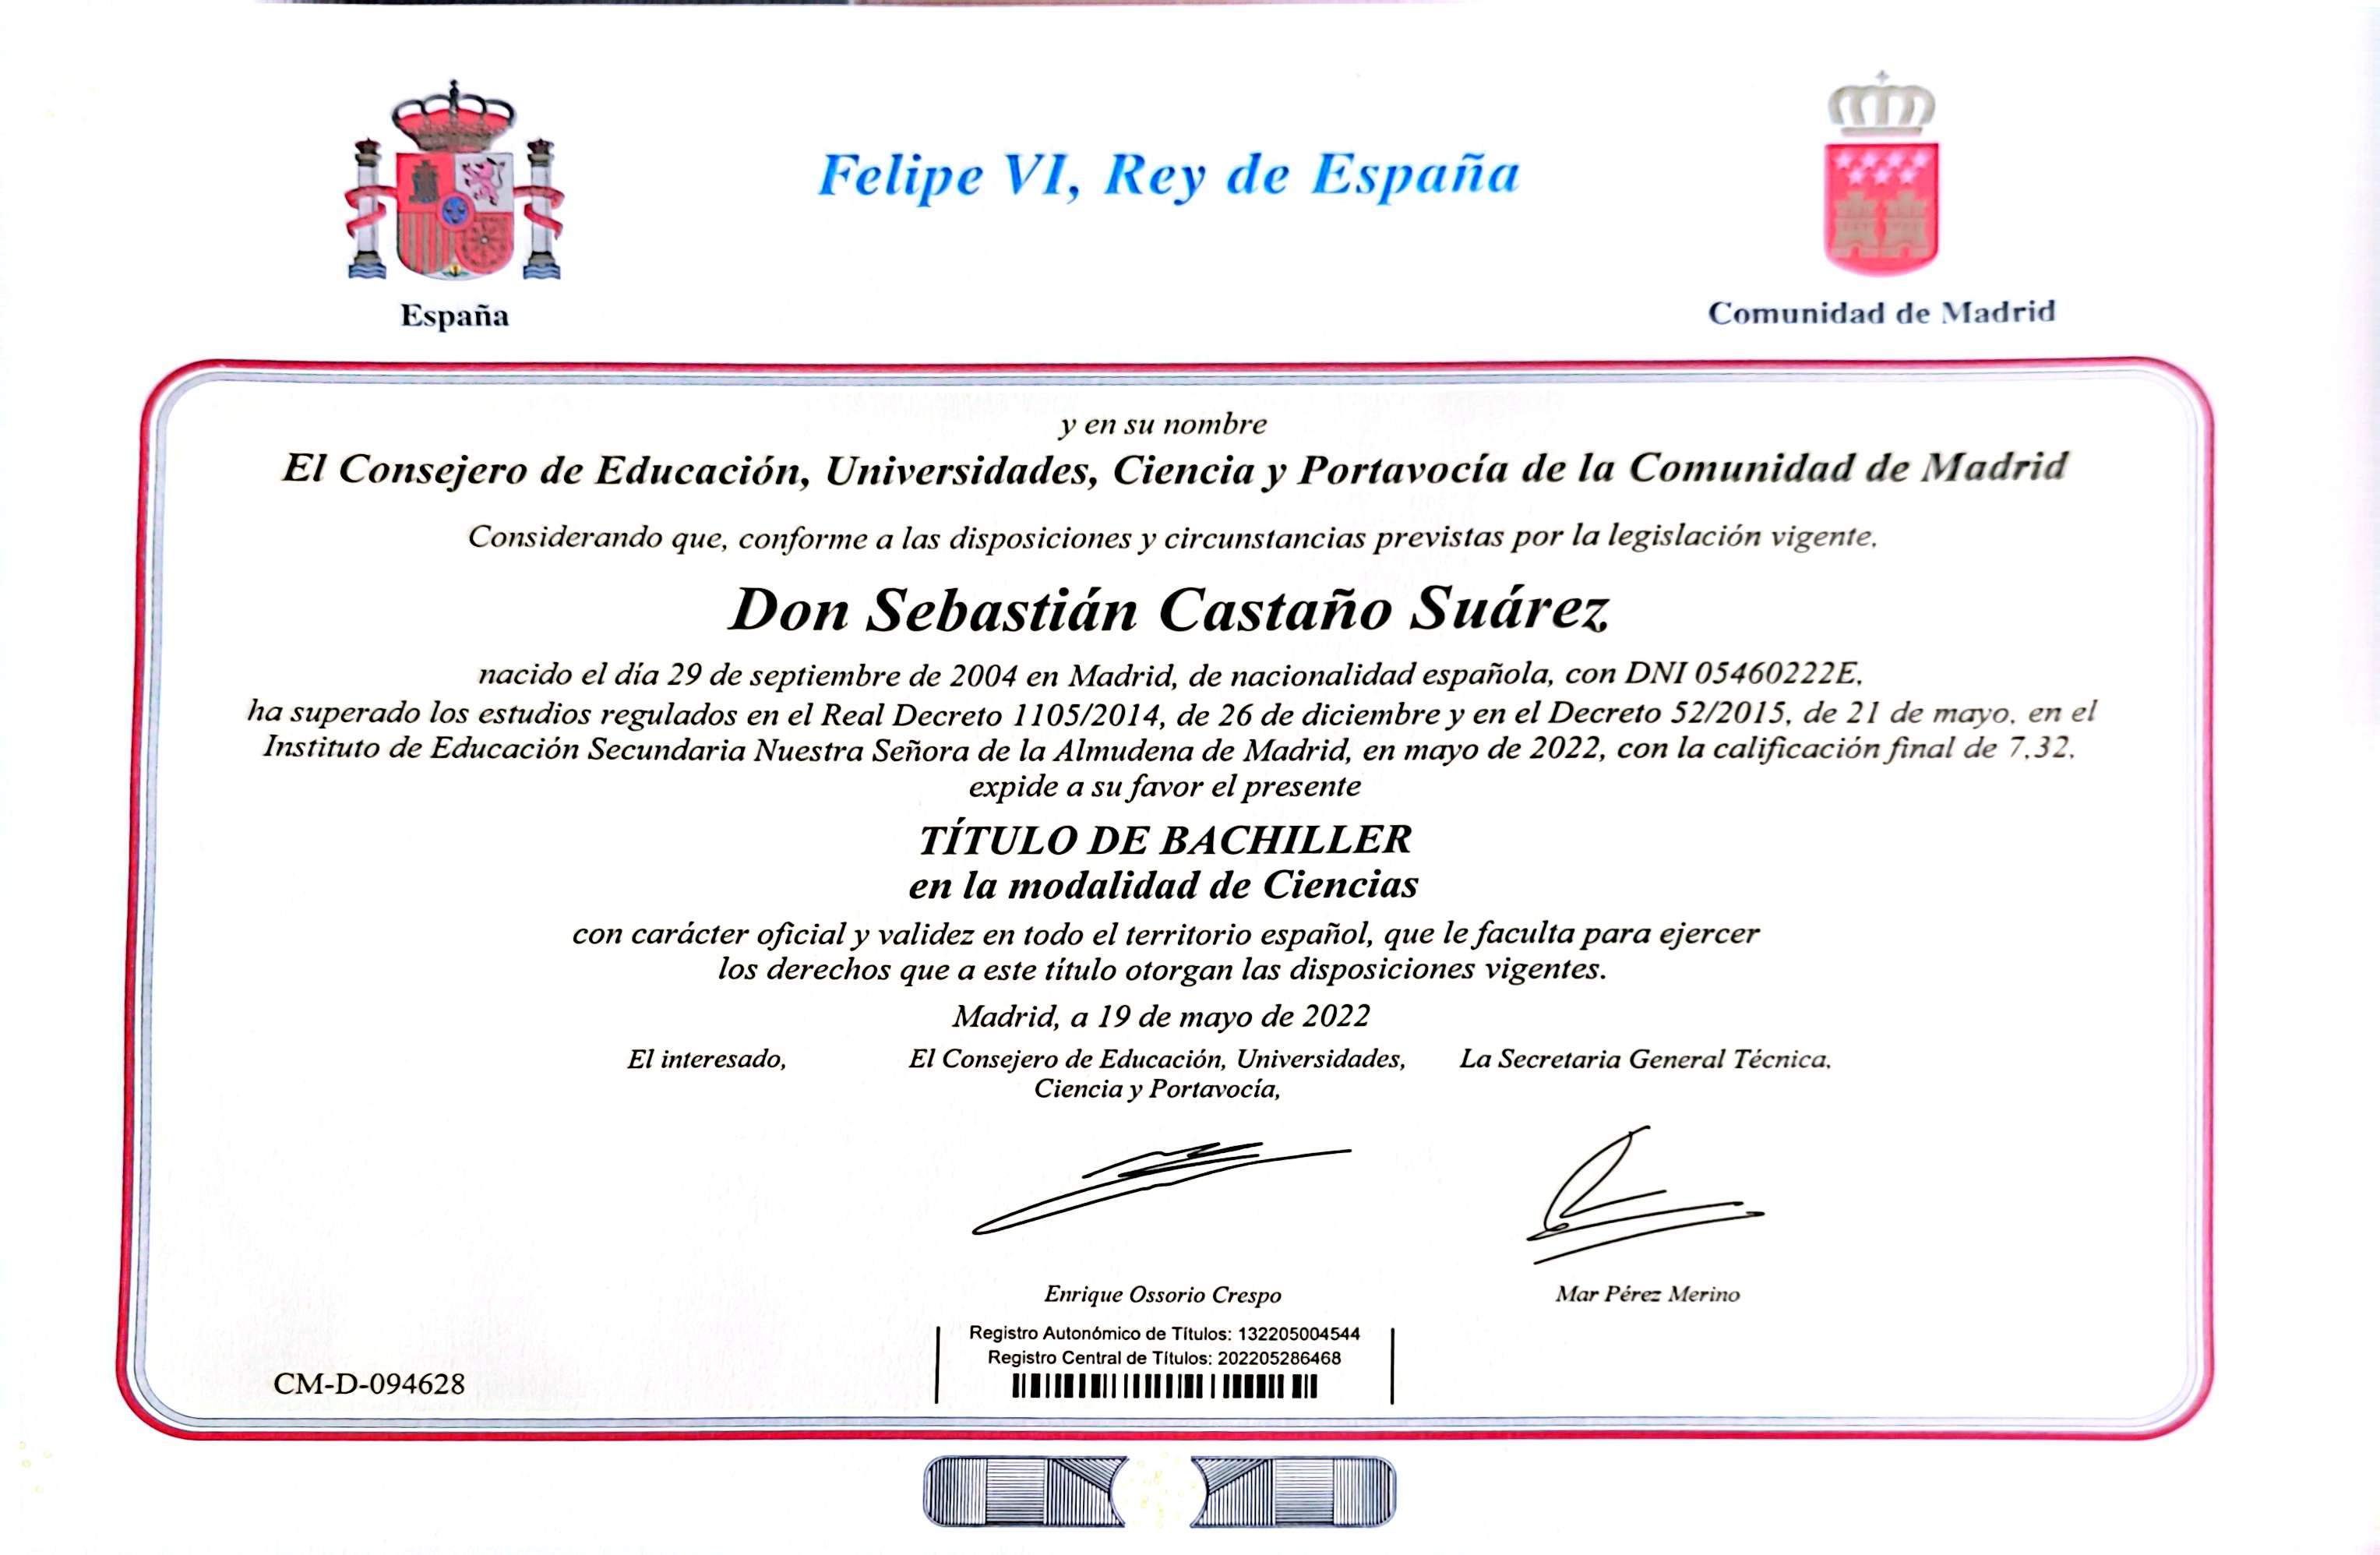 Felipe VI, Rey de España
España
Comunidad de Madrid
y en su nombre
El Consejero de Educación, Universidades, Ciencia y Portavocía de la Comunidad de Madrid
Considerando que, conforme a las disposiciones y circunstancias previstas por la legislación vigente,
Don Sebastián Castaño Suárez
nacido el día 29 de septiembre de 2004 en Madrid, de nacionalidad española, con DNI 05460222E,
ha superado los estudios regulados en el Real Decreto 1105/2014, de 26 de diciembre y en el Decreto 52/2015, de 21 de mayo, en el
Instituto de Educación Secundaria Nuestra Señora de la Almudena de Madrid, en mayo de 2022, con la calificación final de 7,32,
expide a su favor el presente
TÍTULO DE BACHILLER
en la modalidad de Ciencias
con carácter oficial y validez en todo el territorio español, que le faculta para ejercer
los derechos que a este título otorgan las disposiciones vigentes.
Madrid, a 19 de mayo de 2022
El interesado,
El Consejero de Educación, Universidades,
Ciencia y Portavocía,
La Secretaria General Técnica,
Enrique Ossorio Crespo
Mar Pérez Merino
Registro Autonómico de Títulos: 132205004544
Registro Central de Títulos: 202205286468
CM-D-094628